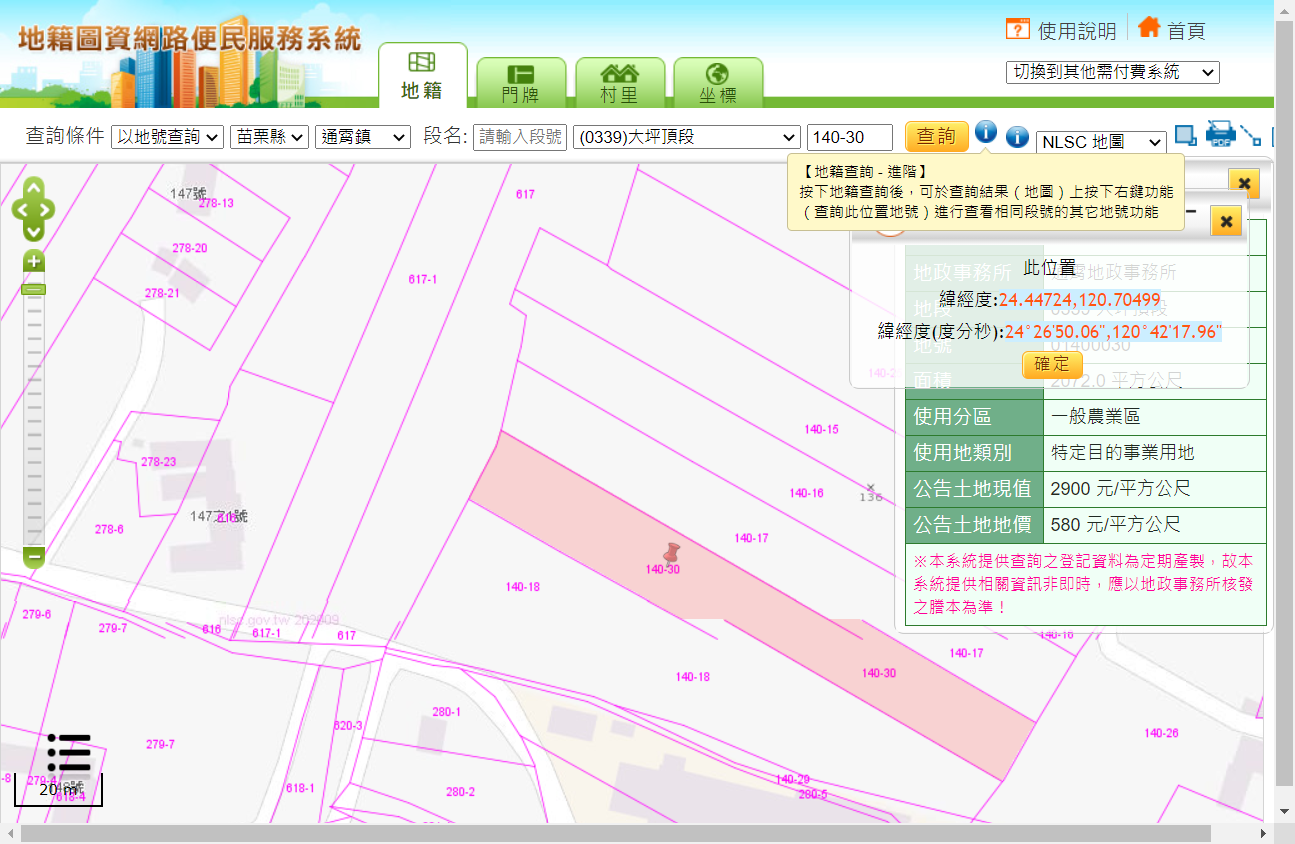 地籍圖資網路便民服務系統
使用說明
首頁
切換到其他需付費系統
地籍
門牌
村里
坐標
查詢條件 以地號查詢 苗栗縣 通霄鎮 段名: 請輸入段號 (0339)大坪頂段 140-30 查詢 NLSC 地圖
【地籍查詢 - 進階】
按下地籍查詢後，可於查詢結果（地圖）上按下右鍵功能
（查詢此位置地號）進行查看相同段號的其它地號功能
此位置
緯經度:24.44724,120.70499
緯經度(度分秒):24°26'50.06",120°42'17.96"
確定
地政事務所 地政事務所
地段 大坪頂段
地號 01400030
面積 2072.0 平方公尺
使用分區 一般農業區
使用地類別 特定目的事業用地
公告土地現值 2900 元/平方公尺
公告土地地價 580 元/平方公尺
※本系統提供查詢之登記資料為定期產製，故本
系統提供相關資訊非即時，應以地政事務所核發
之謄本為準！
147號
278-13
617
278-20
617-1
278-21
140-15
278-23
140-16
136
147之1號
278-6
140-17
140-30
140-18
279-6
279-7
616
617-1
617
nlsc.gov.tw
140-16
140-17
140-18
140-30
280-1
620-3
140-26
279-7
140-29
280-5
279-4
618-4
618-1
280-2
20 m